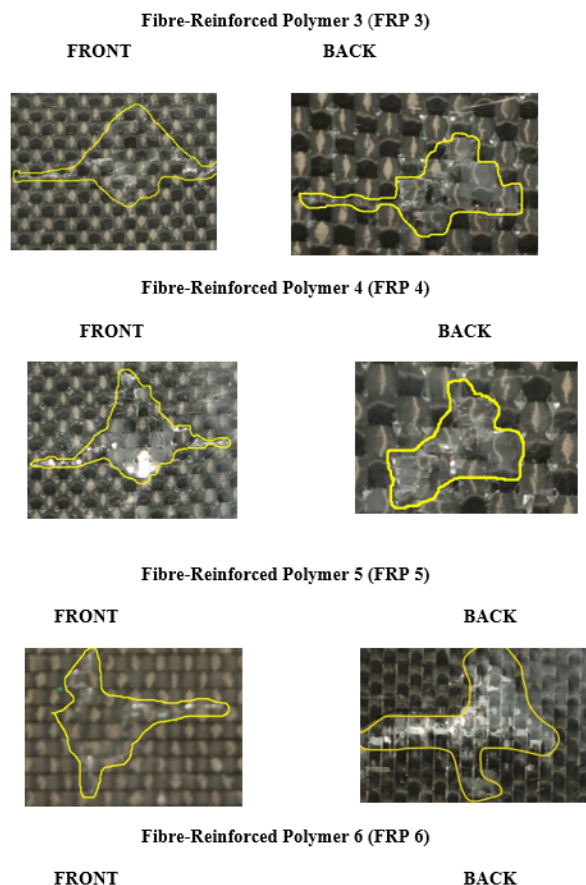 Fibre-Reinforced Polymer 3 (FRP 3)
FRONT BACK
Fibre-Reinforced Polymer 4 (FRP 4)
FRONT BACK
Fibre-Reinforced Polymer 5 (FRP 5)
FRONT BACK
Fibre-Reinforced Polymer 6 (FRP 6)
FRONT BACK